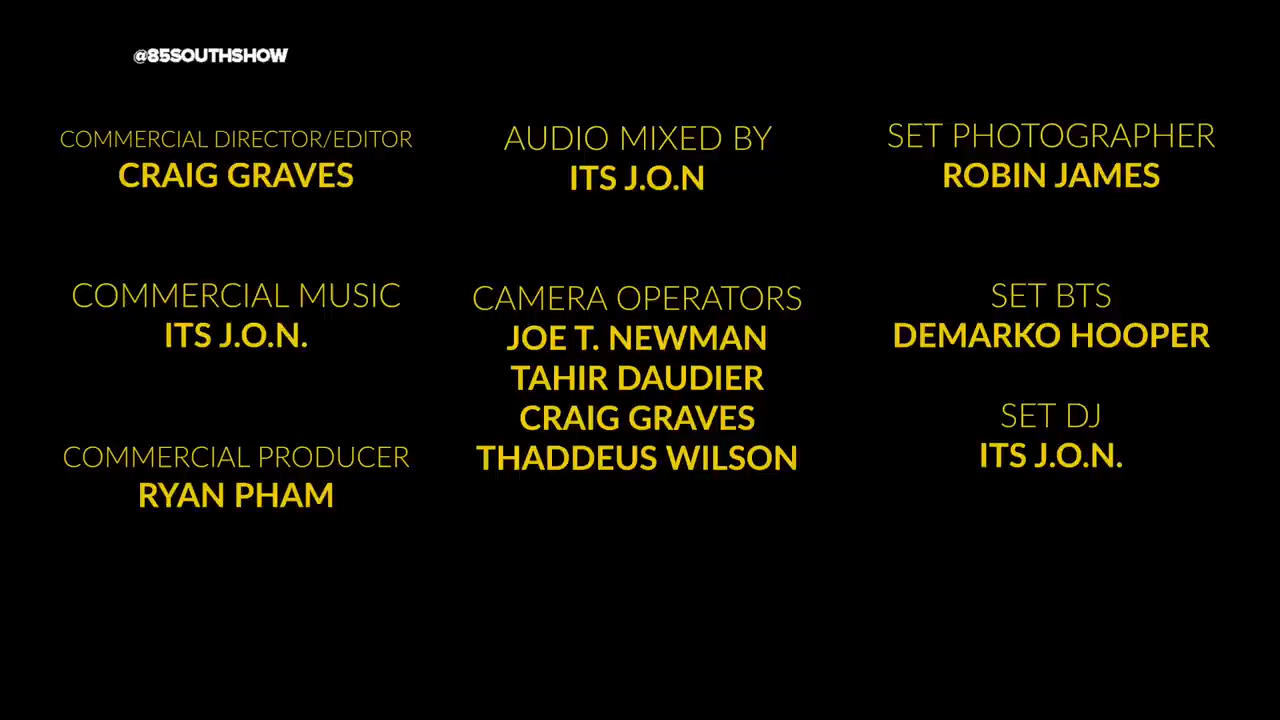 @85SOUTHSHOW
COMMERCIAL DIRECTOR/EDITOR
CRAIG GRAVES
COMMERCIAL MUSIC
ITS J.O.N.
COMMERCIAL PRODUCER
RYAN PHAM
AUDIO MIXED BY
ITS J.O.N
CAMERA OPERATORS
JOE T. NEWMAN
TAHIR DAUDIER
CRAIG GRAVES
THADDEUS WILSON
SET PHOTOGRAPHER
ROBIN JAMES
SET BTS
DEMARKO HOOPER
SET DJ
ITS J.O.N.